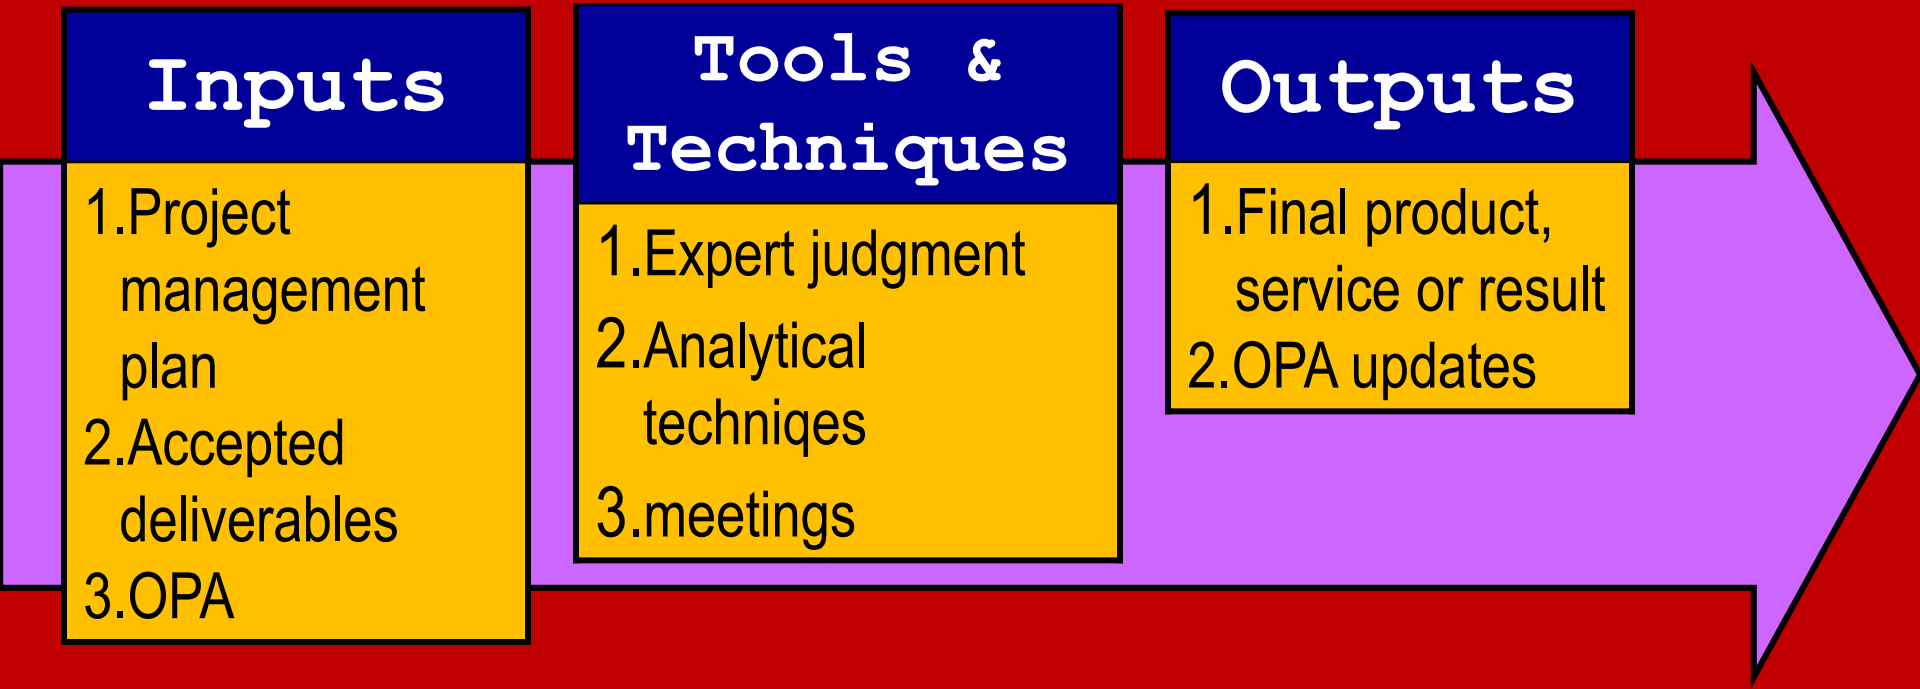 Inputs
1.Project
management
plan
2.Accepted
deliverables
3.OPA
Tools &
Techniques
1.Expert judgment
2.Analytical
techniqes
3.meetings
Outputs
1.Final product,
service or result
2.OPA updates